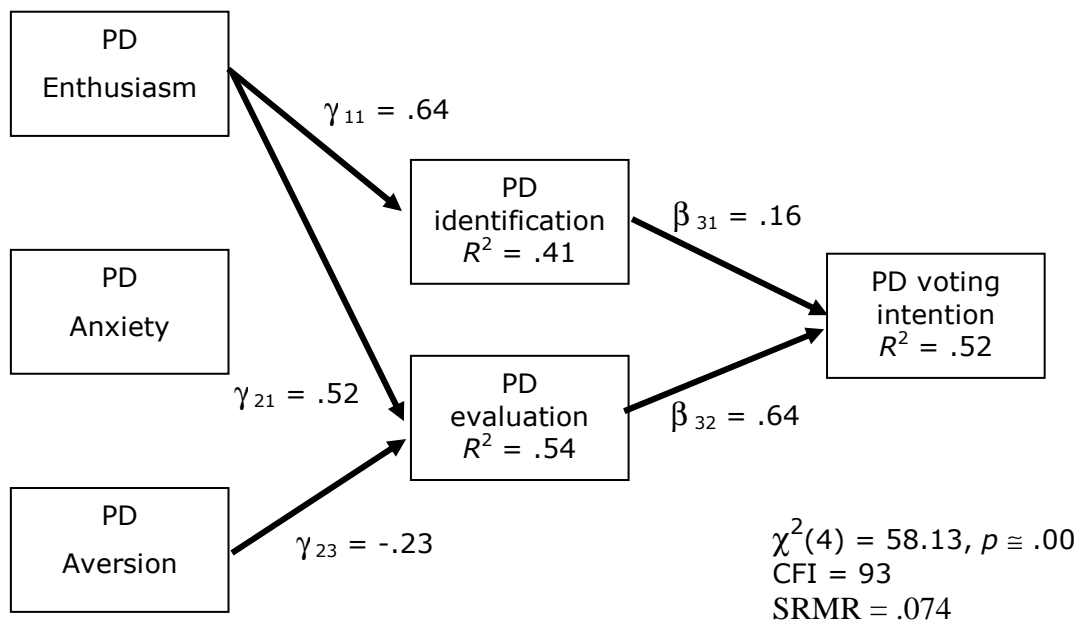 PD
Enthusiasm
γ 11 = .64
PD
identification
R² = .41
β 31 = .16
PD
Anxiety
PD voting
intention
R² = .52
γ 21 = .52
PD
evaluation
R² = .54
β 32 = .64
PD
Aversion
γ 23 = -.23
χ²(4) = 58.13, p ≅ .00
CFI = 93
SRMR = .074